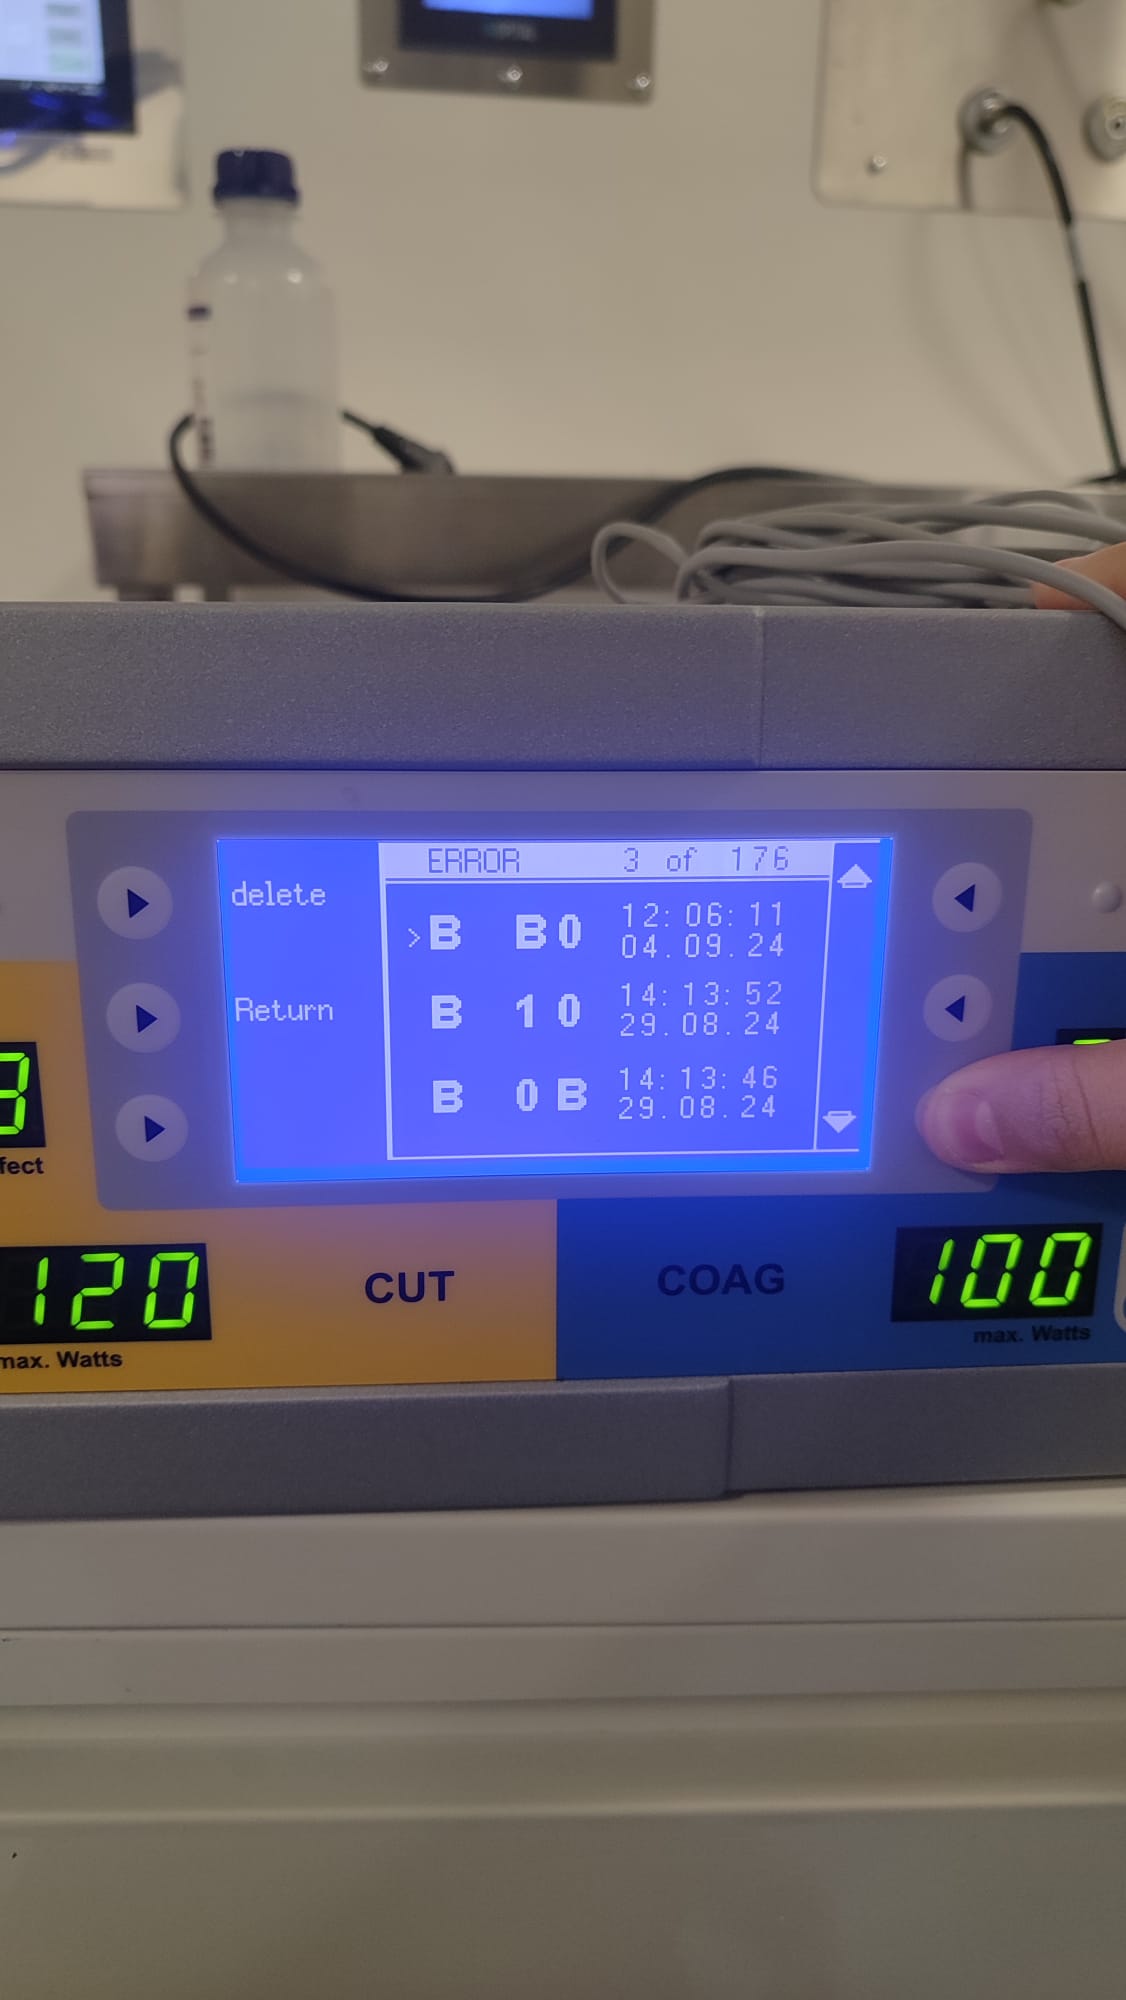 ERROR 3 of 176
delete
>B B0 12:06:11
04.09.24
Return
B 10 14:13:52
29.08.24
B 0B 14:13:46
29.08.24
fect
120
CUT
COAG
100
max. Watts
max. Watts